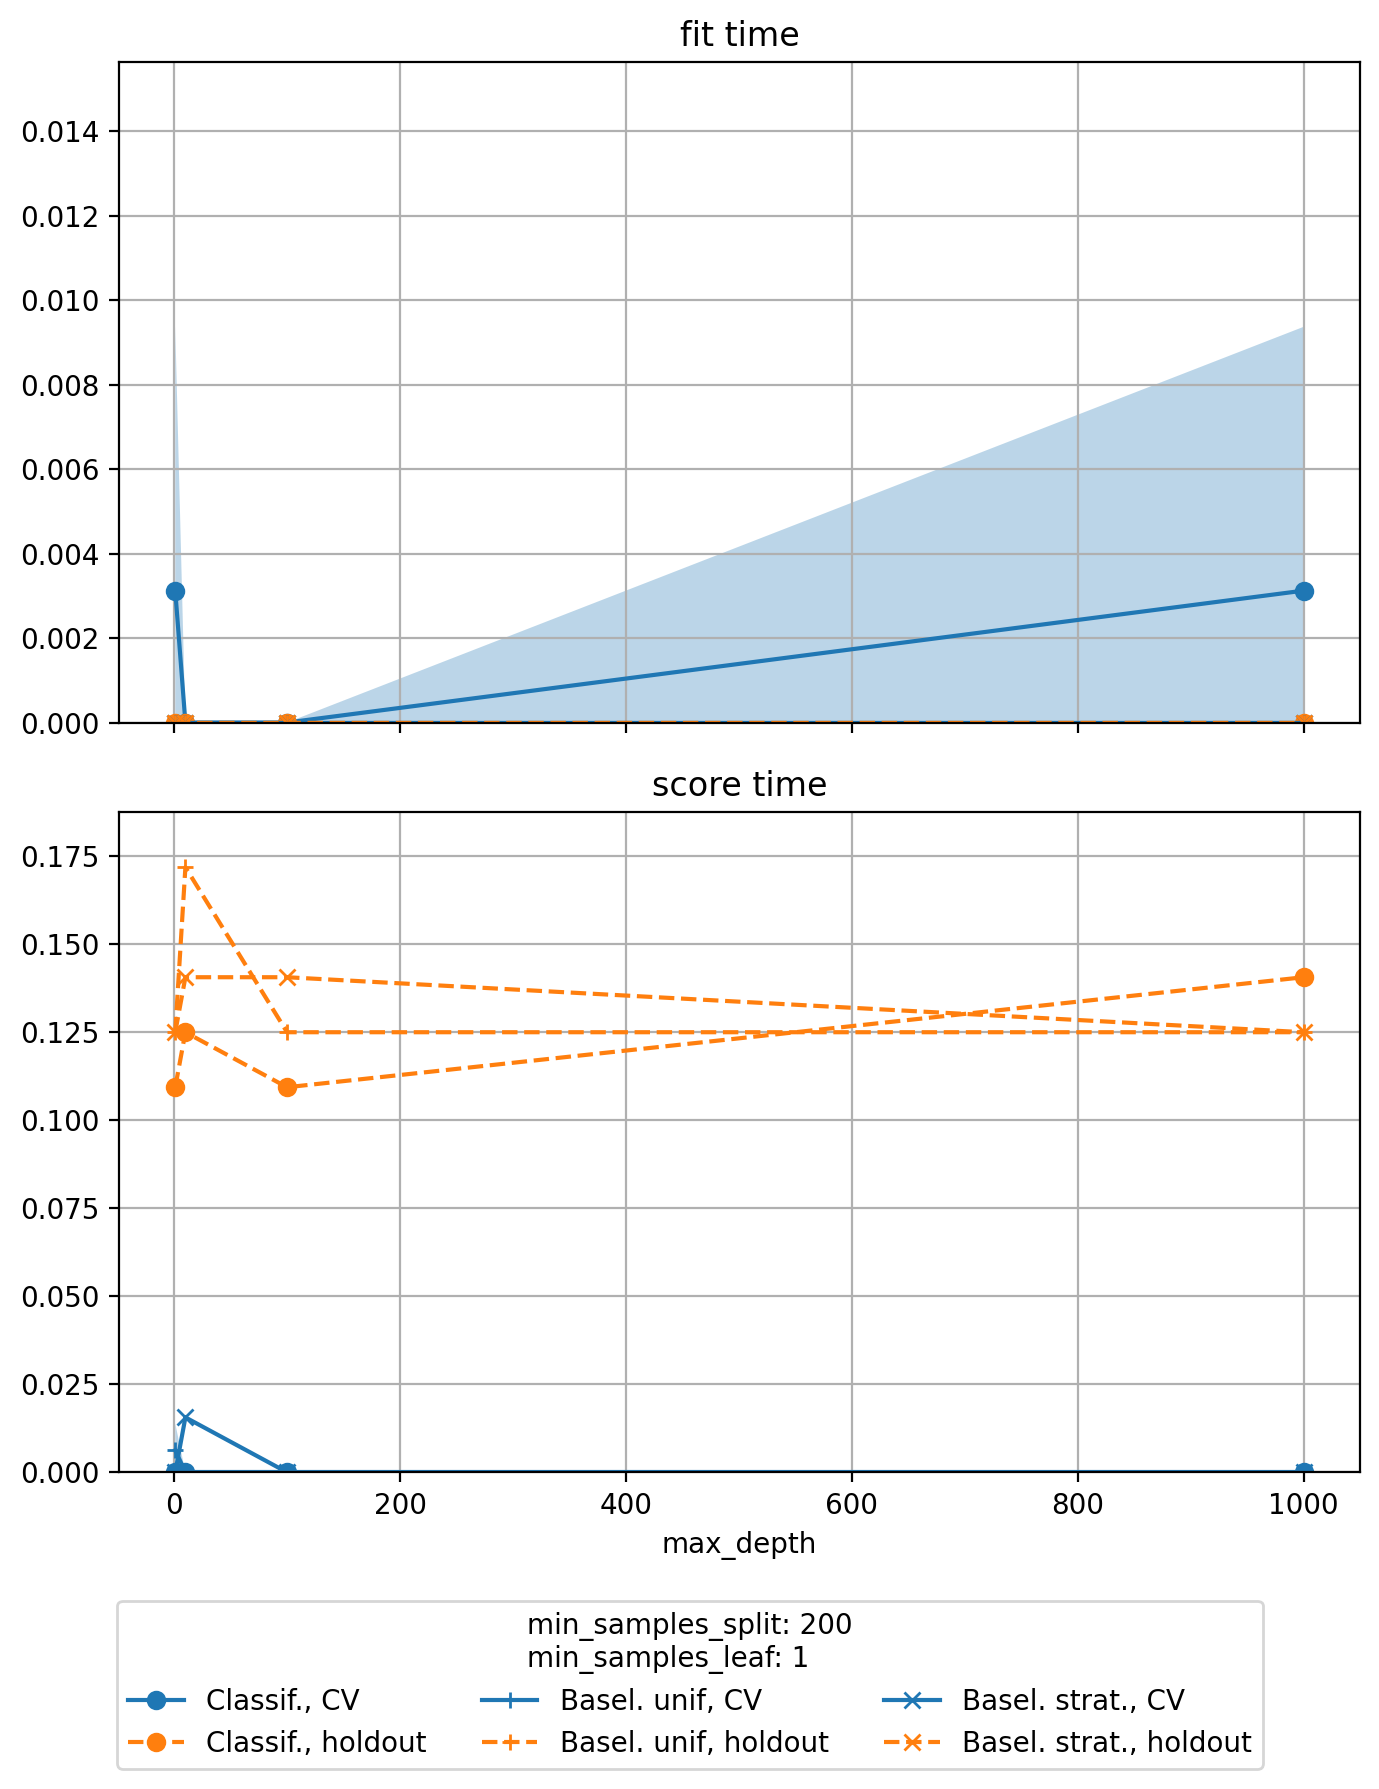 fit time
0.014
0.012
0.010
0.008
0.006
0.004
0.002
0.000
score time
0.175
0.150
0.125
0.100
0.075
0.050
0.025
0.000
0 200 400 600 800 1000
max_depth
min_samples_split: 200
min_samples_leaf: 1
Classif., CV Basel. unif, CV Basel. strat., CV
Classif., holdout Basel. unif, holdout Basel. strat., holdout